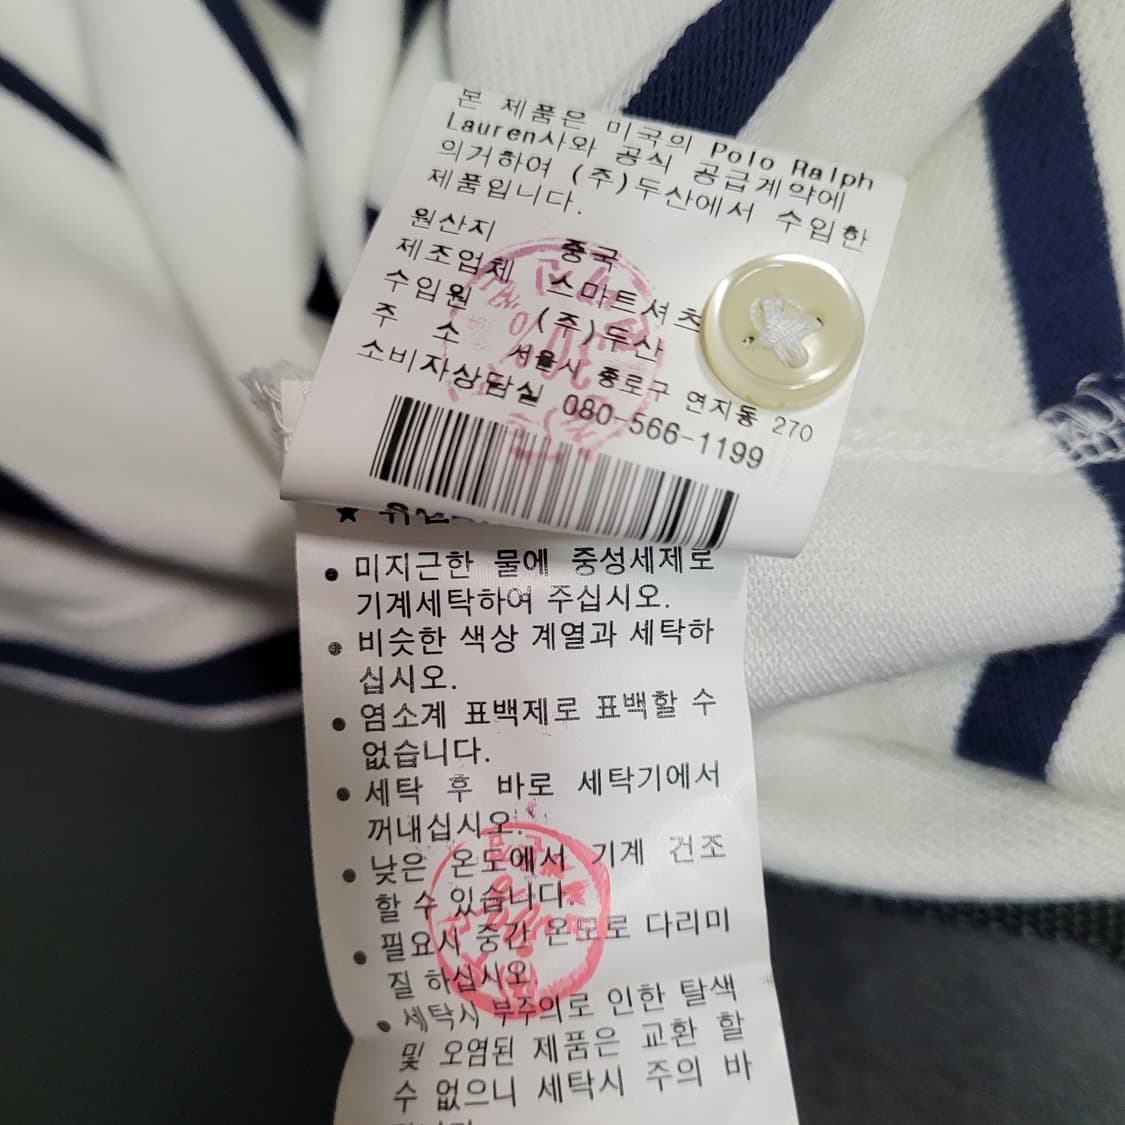 본 제품은 미국의 Polo Ralph
Lauren사와 공식 공급계약에
의거하여 (주)두산에서 수입한
제품입니다.
원산지 중국
제조업체 스마트셔츠
수입원 (주)두산
주 소 서울시 종로구 연지동 270
소비자상담실 080-566-1199
★
• 미지근한 물에 중성세제로
기계세탁하여 주십시오.
• 비슷한 색상 계열과 세탁하
십시오.
• 염소계 표백제로 표백할 수
없습니다.
• 세탁 후 바로 세탁기에서
꺼내십시오.
• 낮은 온도에서 기계 건조
할 수 있습니다.
• 필요시 중간 온도로 다리미
질 하십시오
• 세탁시 부주의로 인한 탈색
및 오염된 제품은 교환 할
수 없으니 세탁시 주의 바